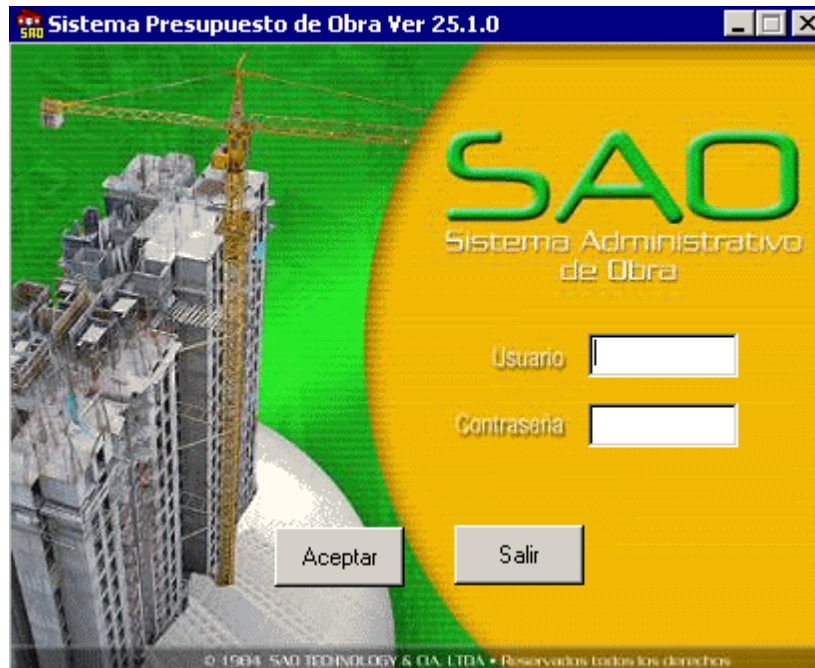 SAO
Sistema Presupuesto de Obra Ver 25.1.0
SAO
Sistema Administrativo
de Obra
Usuario
Contraseña
Aceptar
Salir
© 1984 SAO TECHNOLOGY & CIA. LTDA • Reservados todos los derechos